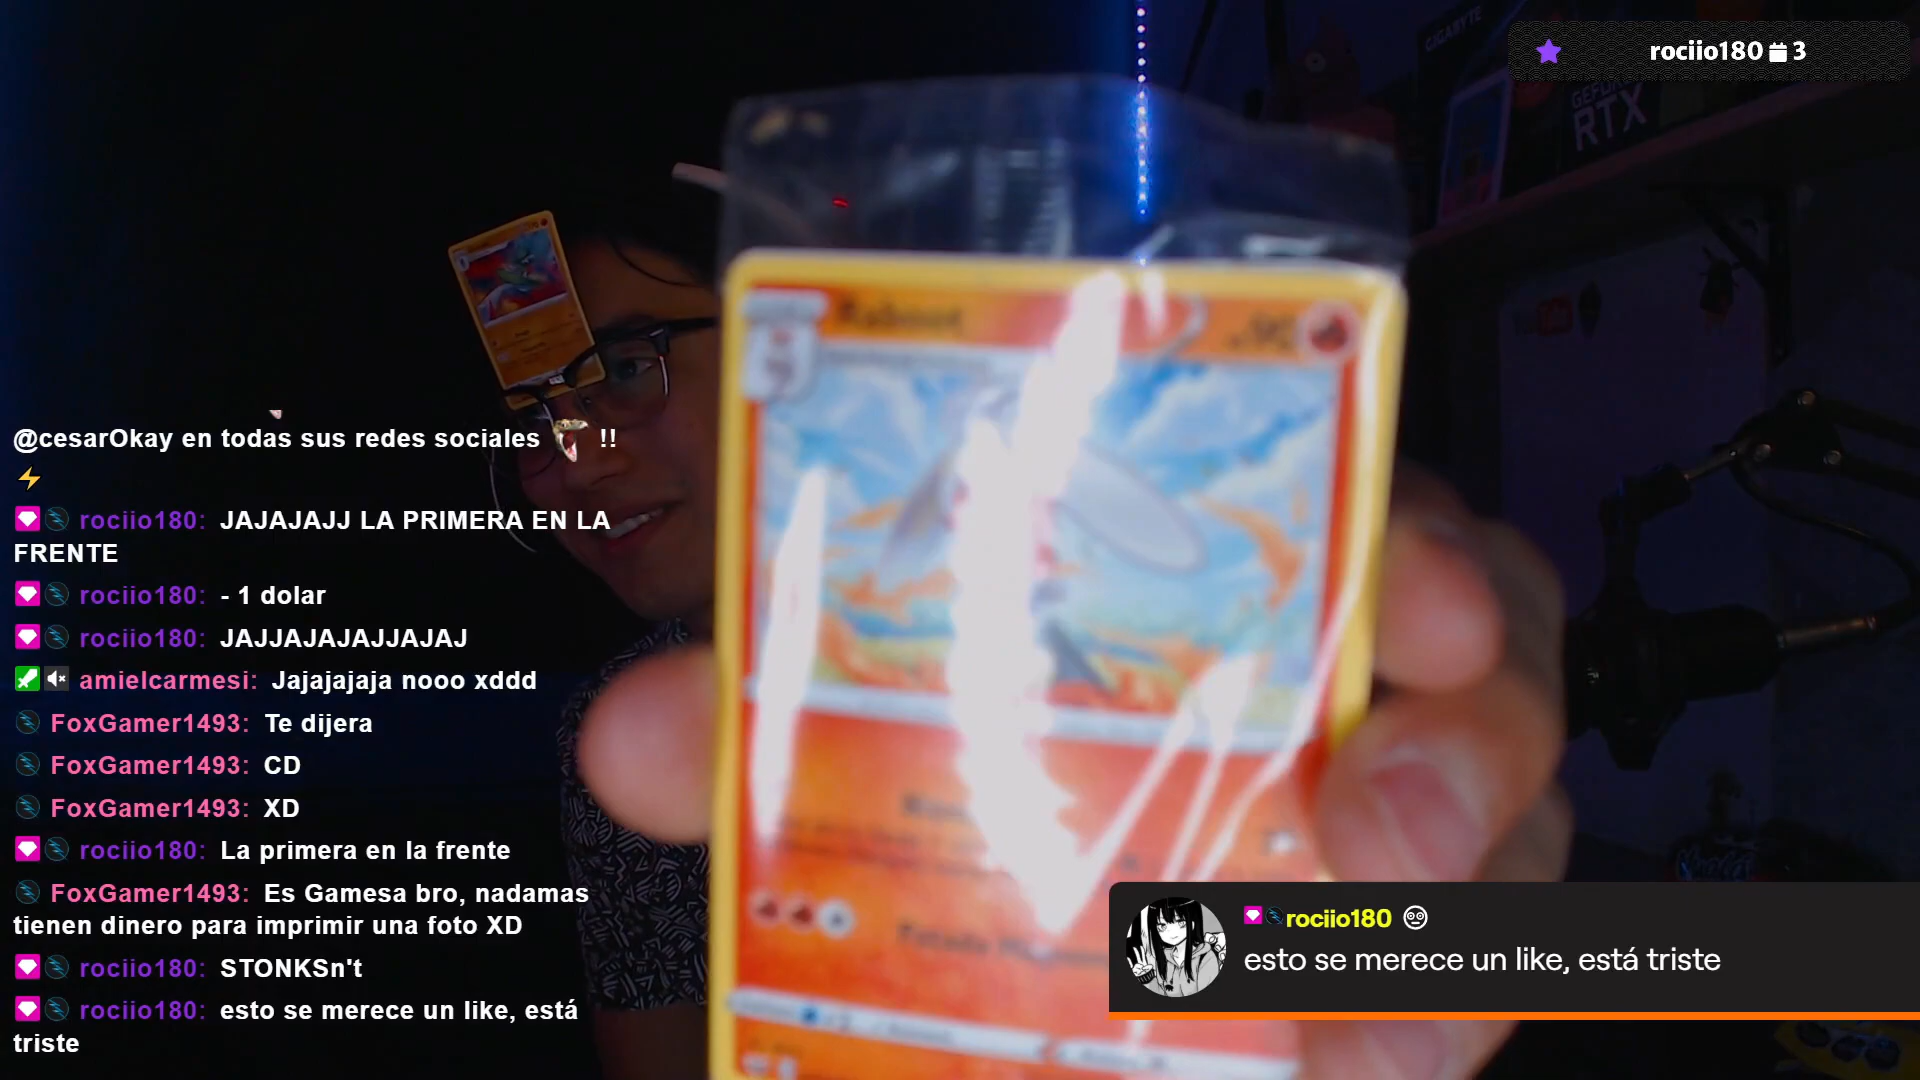 rociio180 3
GIGABYTE
GEFORCE
RTX
Raboot
@cesarOkay en todas sus redes sociales !!
rociio180: JAJAJAJJ LA PRIMERA EN LA
FRENTE
rociio180: - 1 dolar
rociio180: JAJJAJAJAJJAJAJ
amielcarmesi: Jajajajaja nooo xddd
FoxGamer1493: Te dijera
FoxGamer1493: CD
FoxGamer1493: XD
rociio180: La primera en la frente
FoxGamer1493: Es Gamesa bro, nadamas
tienen dinero para imprimir una foto XD
rociio180: STONKSn't
rociio180: esto se merece un like, está
triste
rociio180
esto se merece un like, está triste